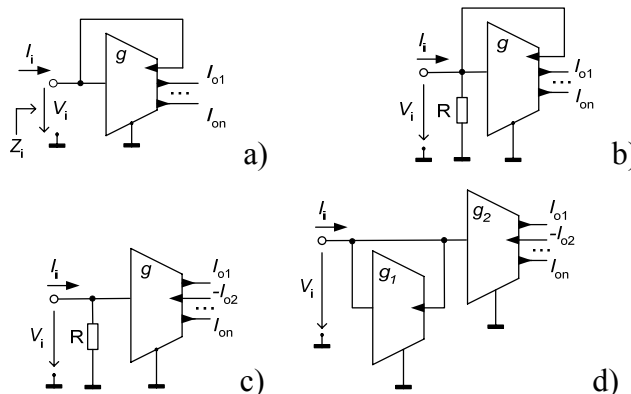 I_i
g
I_o1
....
V_i
I_on
Z_i
a)
I_i
g
I_o1
....
V_i
R
I_on
b)
I_i
g
I_o1
-I_o2
....
V_i
R
I_on
c)
I_i
g_2
I_o1
-I_o2
....
V_i
g_1
I_on
d)